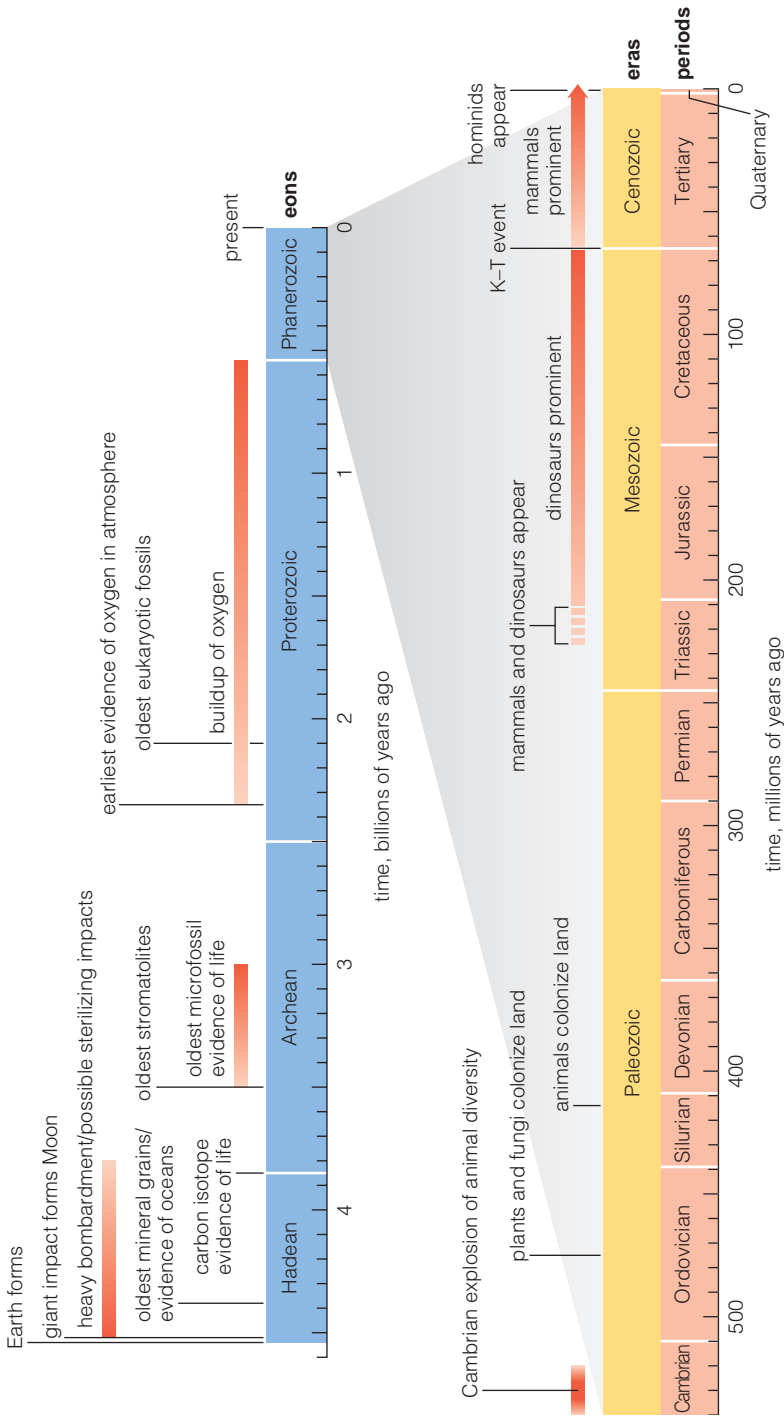 Earth forms
giant impact forms Moon
heavy bombardment/possible sterilizing impacts
oldest mineral grains/
evidence of oceans
carbon isotope
evidence of life
oldest stromatolites
oldest microfossil
evidence of life
earliest evidence of oxygen in atmosphere
oldest eukaryotic fossils
buildup of oxygen
present
Hadean
Archean
Proterozoic
Phanerozoic
eons
4
3
2
1
0
time, billions of years ago
Cambrian explosion of animal diversity
plants and fungi colonize land
animals colonize land
mammals and dinosaurs appear
dinosaurs prominent
K–T event
mammals
prominent
hominids
appear
Paleozoic
Mesozoic
Cenozoic
eras
Cambrian
Ordovician
Silurian
Devonian
Carboniferous
Permian
Triassic
Jurassic
Cretaceous
Tertiary
periods
500
400
300
200
100
0
Quaternary
time, millions of years ago